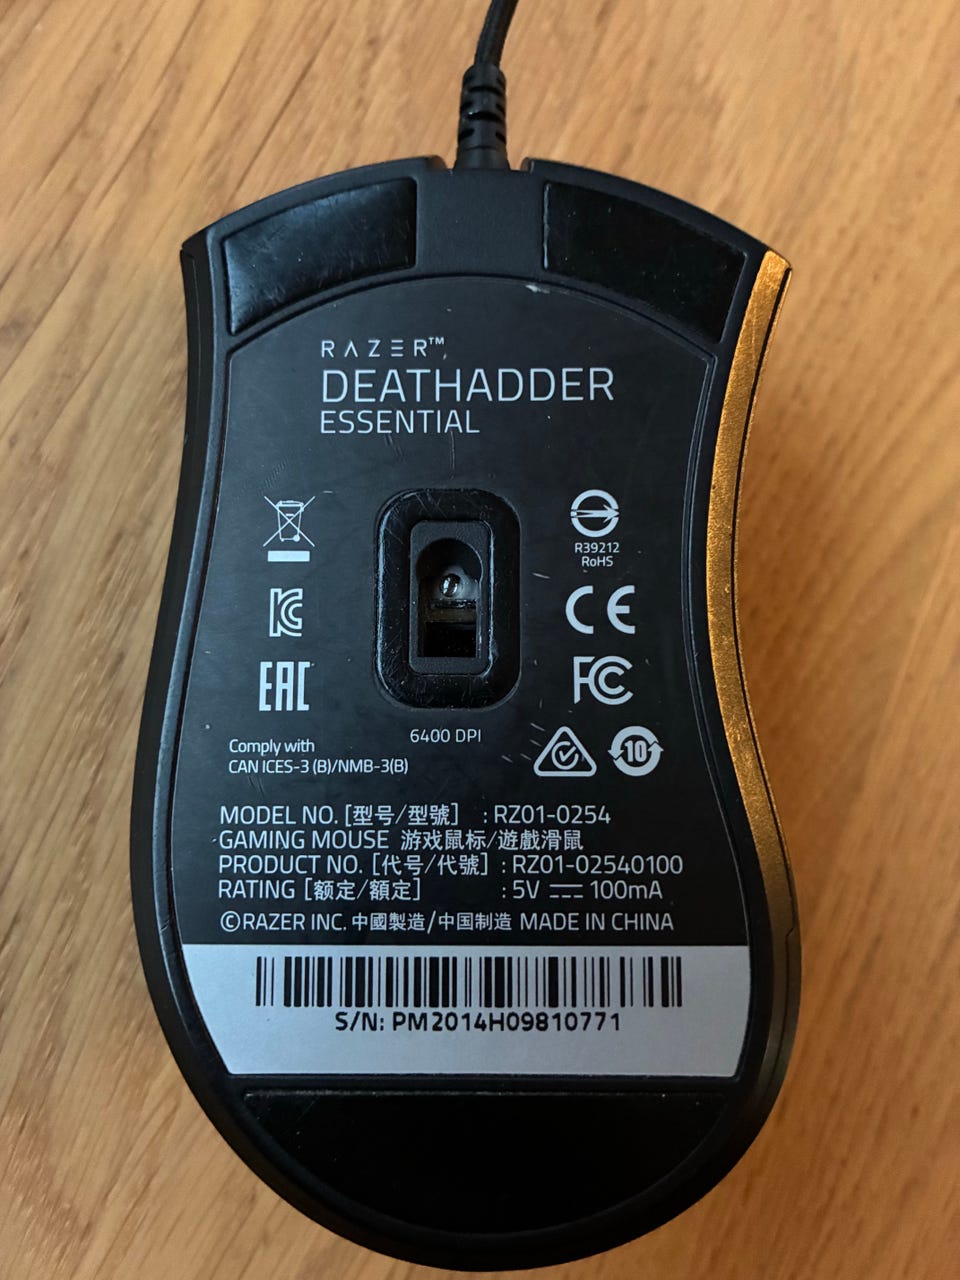 RAZER™
DEATHADDER
ESSENTIAL
R39212
RoHS
CE
FC
EAC
6400 DPI
10
Comply with
CAN ICES-3 (B)/NMB-3(B)
MODEL NO. [型号/型號] : RZ01-0254
GAMING MOUSE 游戏鼠标/遊戲滑鼠
PRODUCT NO. [代号/代號] : RZ01-02540100
RATING [额定/額定] : 5V ⎓ 100mA
©RAZER INC. 中國製造/中国制造 MADE IN CHINA
S/N: PM2014H09810771